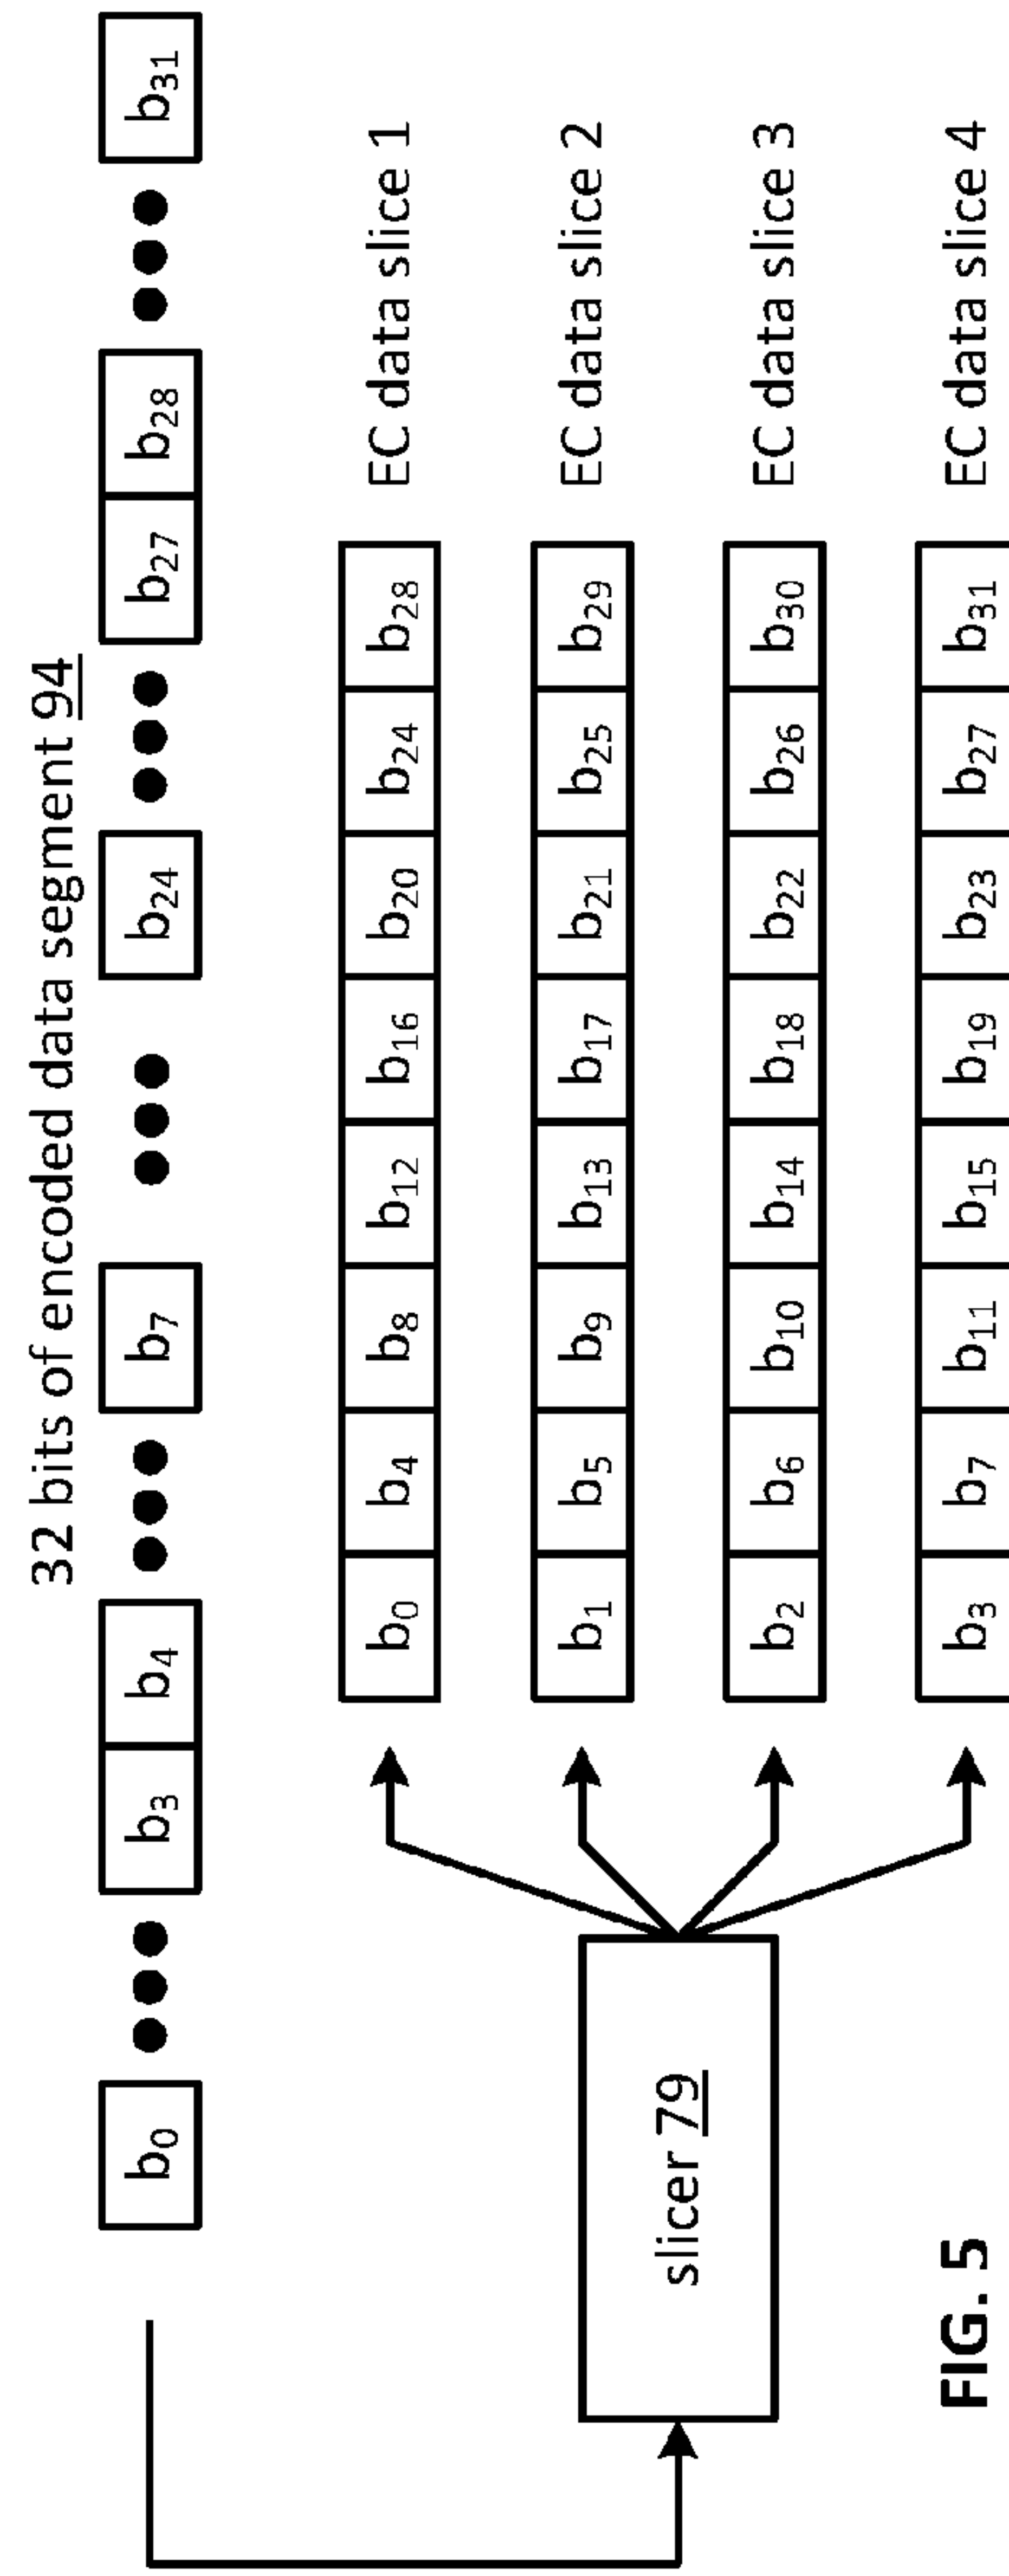 32 bits of encoded data segment 94
b0 ●●● b3 b4 ●●● b7 ●●● b24 ●●● b27 b28 ●●● b31
b0 b4 b8 b12 b16 b20 b24 b28 EC data slice 1
b1 b5 b9 b13 b17 b21 b25 b29 EC data slice 2
slicer 79
b2 b6 b10 b14 b18 b22 b26 b30 EC data slice 3
b3 b7 b11 b15 b19 b23 b27 b31 EC data slice 4
FIG. 5